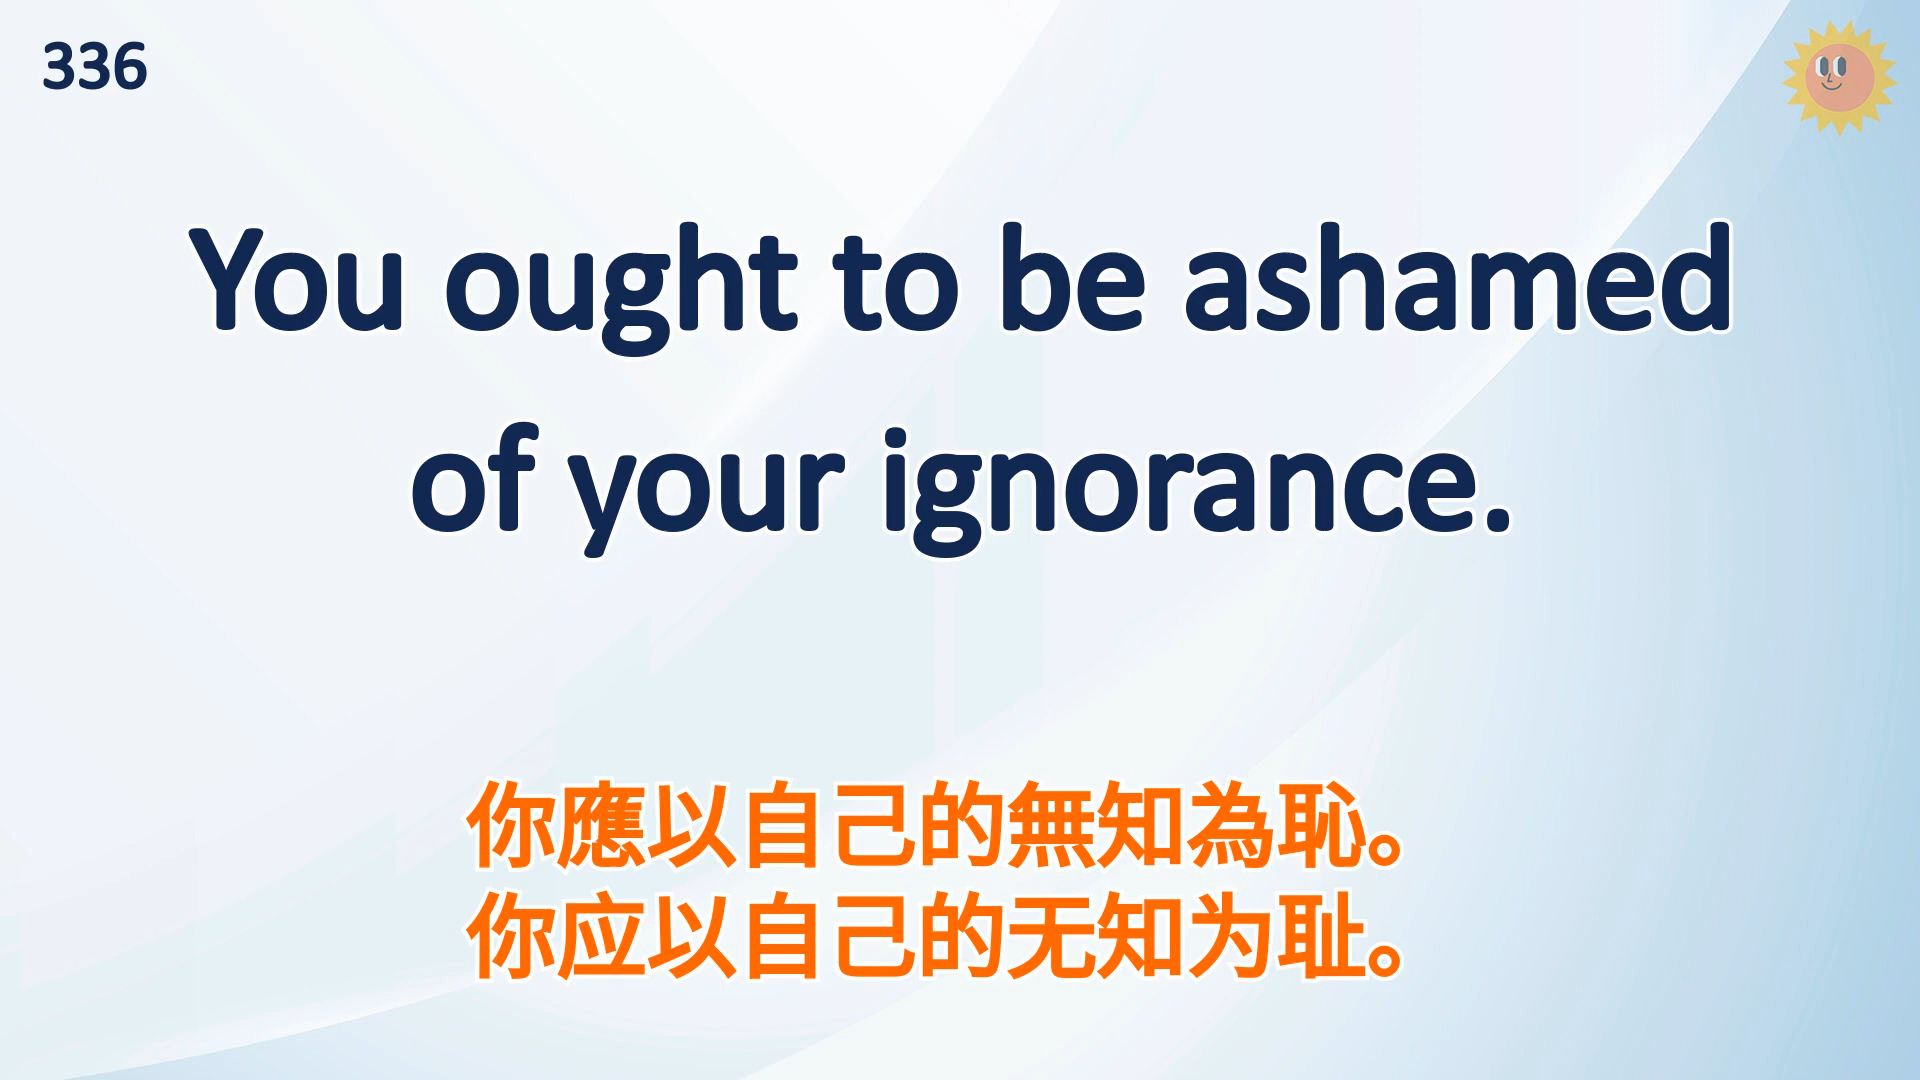 336
You ought to be ashamed
of your ignorance.
你應以自己的無知為恥。
你应以自己的无知为耻。